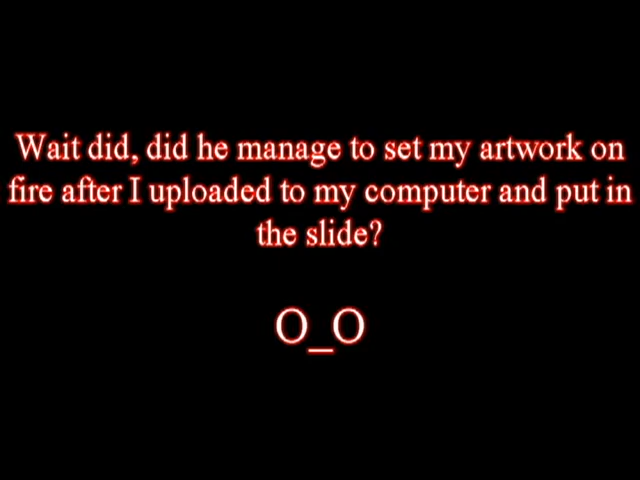 Wait did, did he manage to set my artwork on
fire after I uploaded to my computer and put in
the slide?
O_O